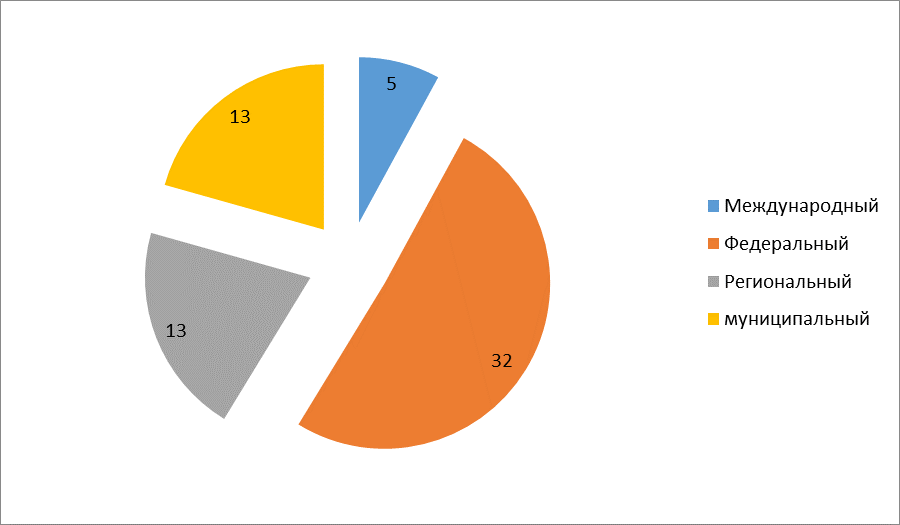 5
13
13
32
Международный
Федеральный
Региональный
муниципальный